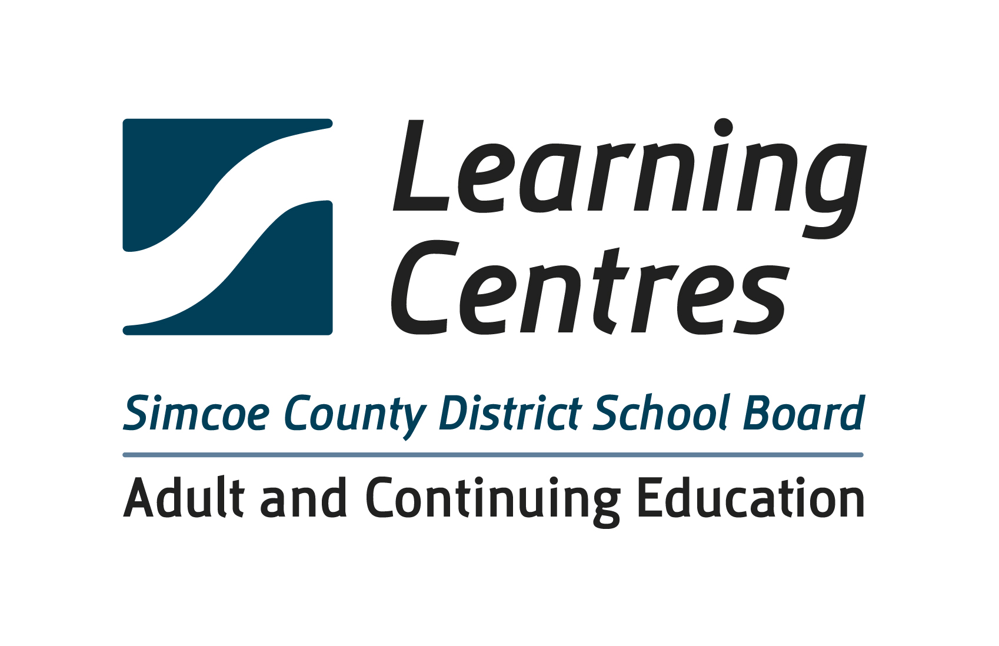 Learning
Centres
Simcoe County District School Board
Adult and Continuing Education